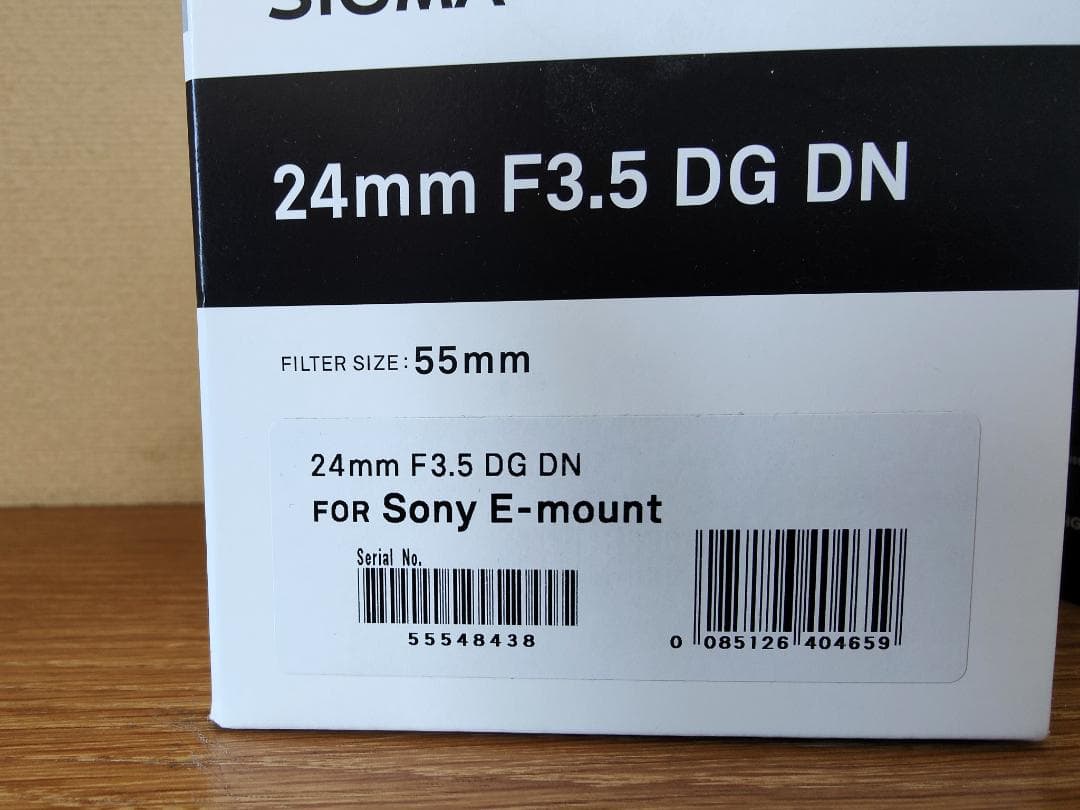 SIGMA
24mm F3.5 DG DN
FILTER SIZE: 55mm
24mm F3.5 DG DN
FOR Sony E-mount
Serial No.
55548438
0 085126 404659